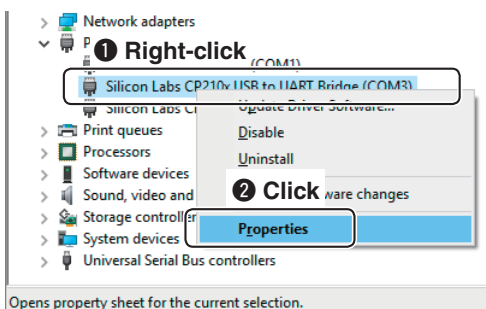 Network adapters
P
❶ Right-click
(COM1)
Silicon Labs CP210x USB to UART Bridge (COM3)
Silicon Labs
Update Driver Software...
Print queues
Disable
Processors
Uninstall
Software devices
❷ Click
Sound, video and
ware changes
Storage controller
Properties
System devices
Universal Serial Bus controllers
Opens property sheet for the current selection.